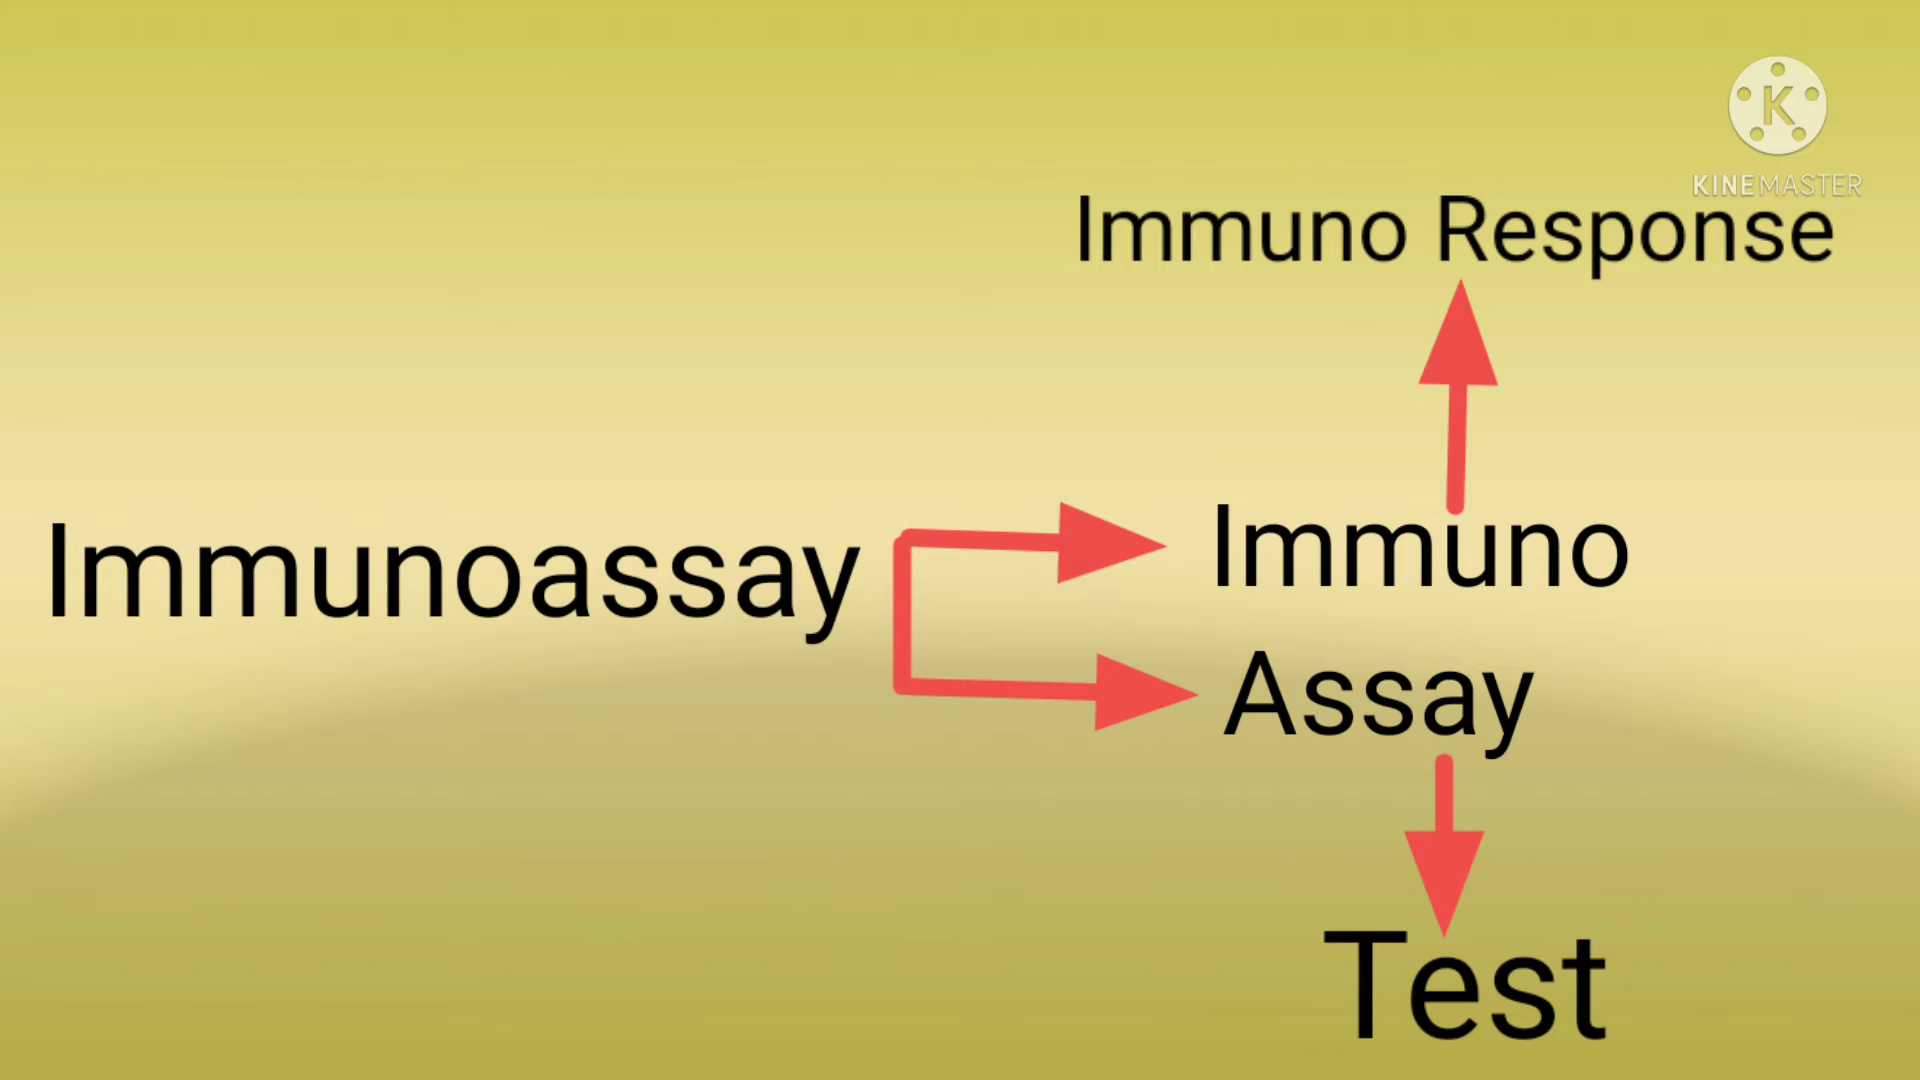 K
KINEMASTER
Immuno Response
Immunoassay
Immuno
Assay
Test